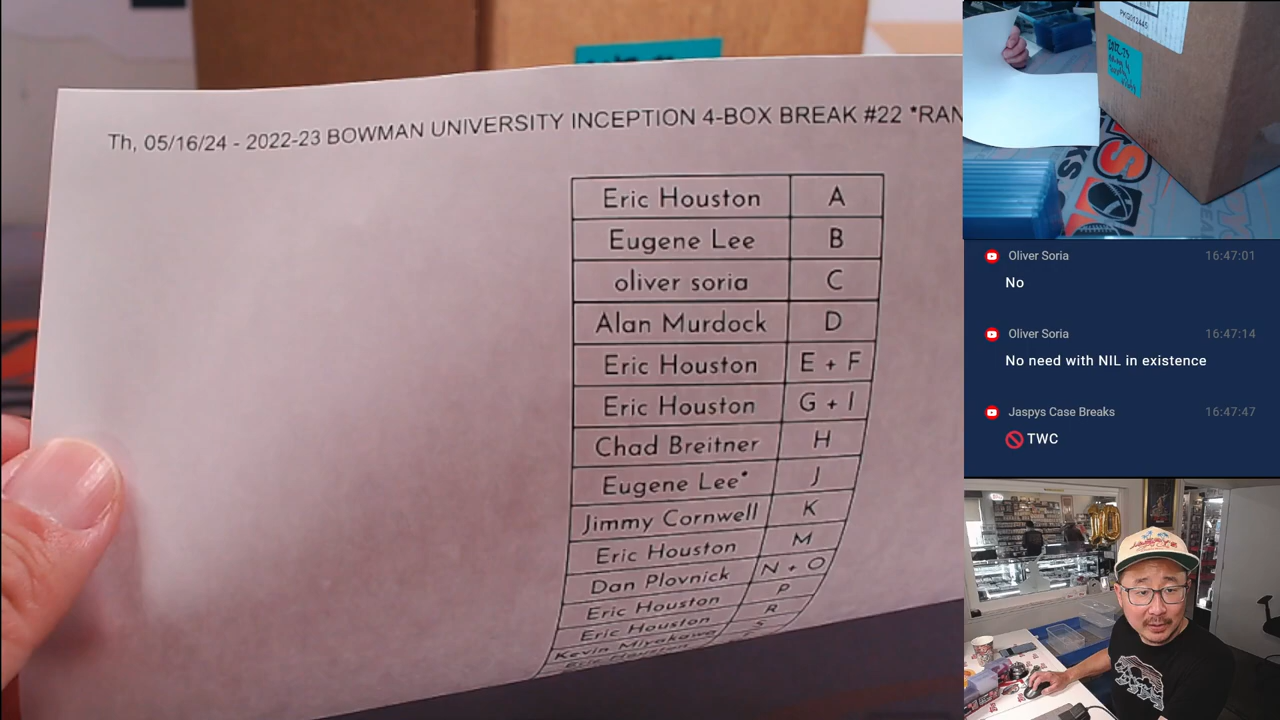 Th, 05/16/24 - 2022-23 BOWMAN UNIVERSITY INCEPTION 4-BOX BREAK #22 *RAN
Eric Houston A
Eugene Lee B
oliver soria C
Alan Murdock D
Eric Houston E + F
Eric Houston G + I
Chad Breitner H
Eugene Lee* J
Jimmy Cornwell K
Eric Houston M
Dan Plovnick N + O
Eric Houston P
Eric Houston R
Kevin Miyakawa S
Eric Houston
Oliver Soria 16:47:01
No
Oliver Soria 16:47:14
No need with NIL in existence
Jaspys Case Breaks 16:47:47
🚫 TWC
10